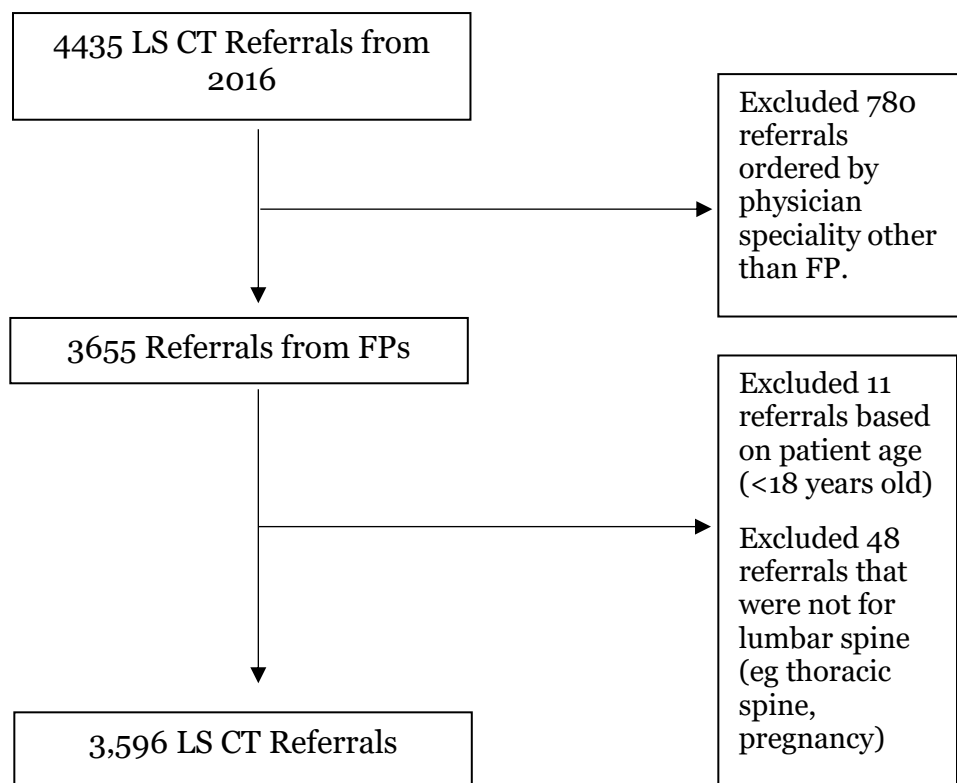 4435 LS CT Referrals from
2016
Excluded 780
referrals
ordered by
physician
speciality other
than FP.
3655 Referrals from FPs
Excluded 11
referrals based
on patient age
(<18 years old)
Excluded 48
referrals that
were not for
lumbar spine
(eg thoracic
spine,
pregnancy)
3,596 LS CT Referrals